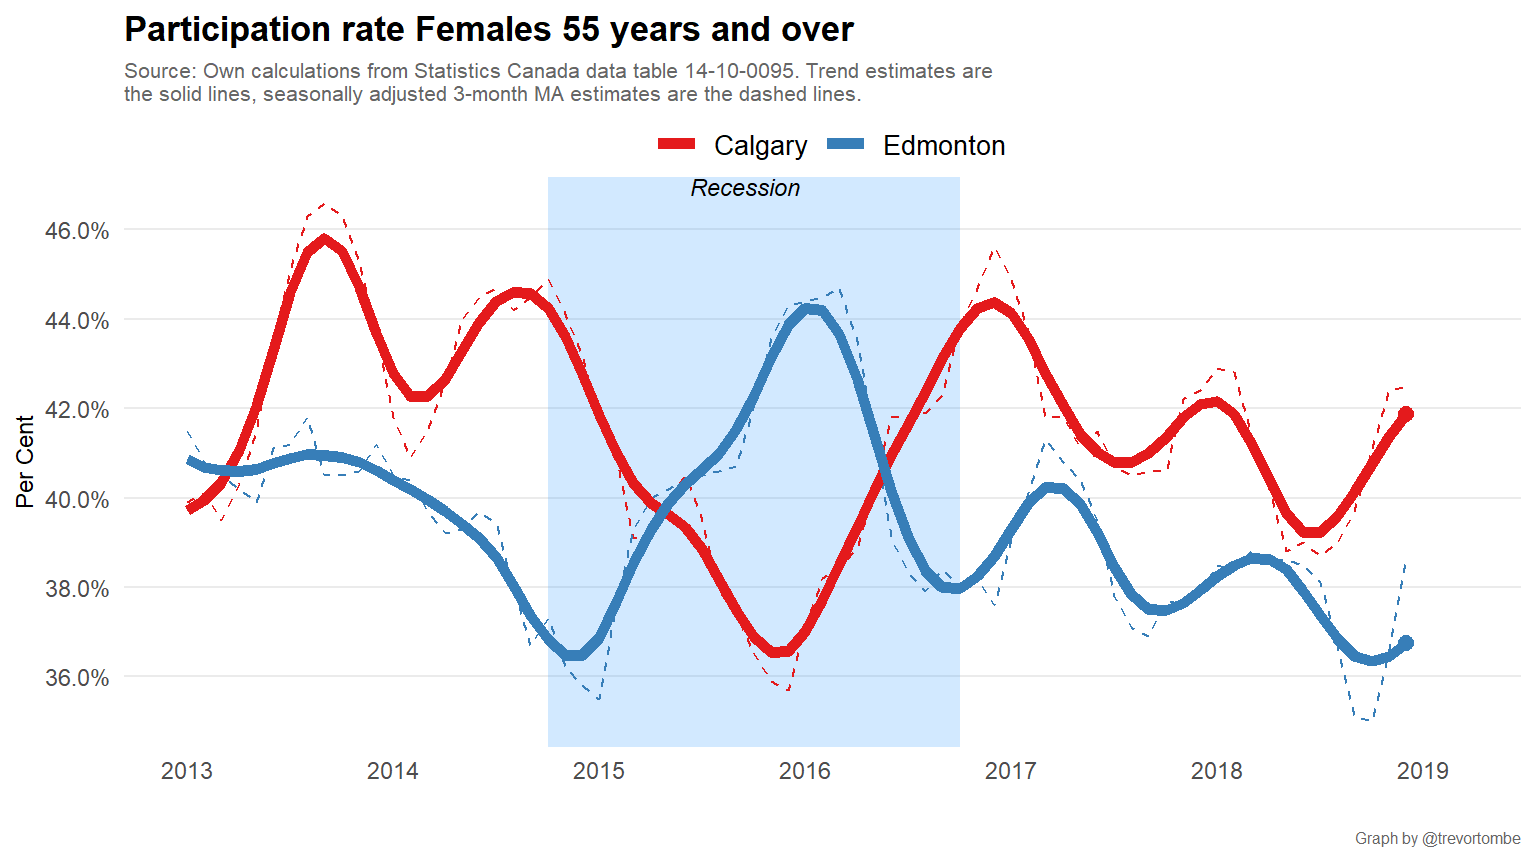 Participation rate Females 55 years and over
Source: Own calculations from Statistics Canada data table 14-10-0095. Trend estimates are
the solid lines, seasonally adjusted 3-month MA estimates are the dashed lines.
Calgary Edmonton
Recession
Per Cent
46.0%
44.0%
42.0%
40.0%
38.0%
36.0%
2013 2014 2015 2016 2017 2018 2019
Graph by @trevortombe